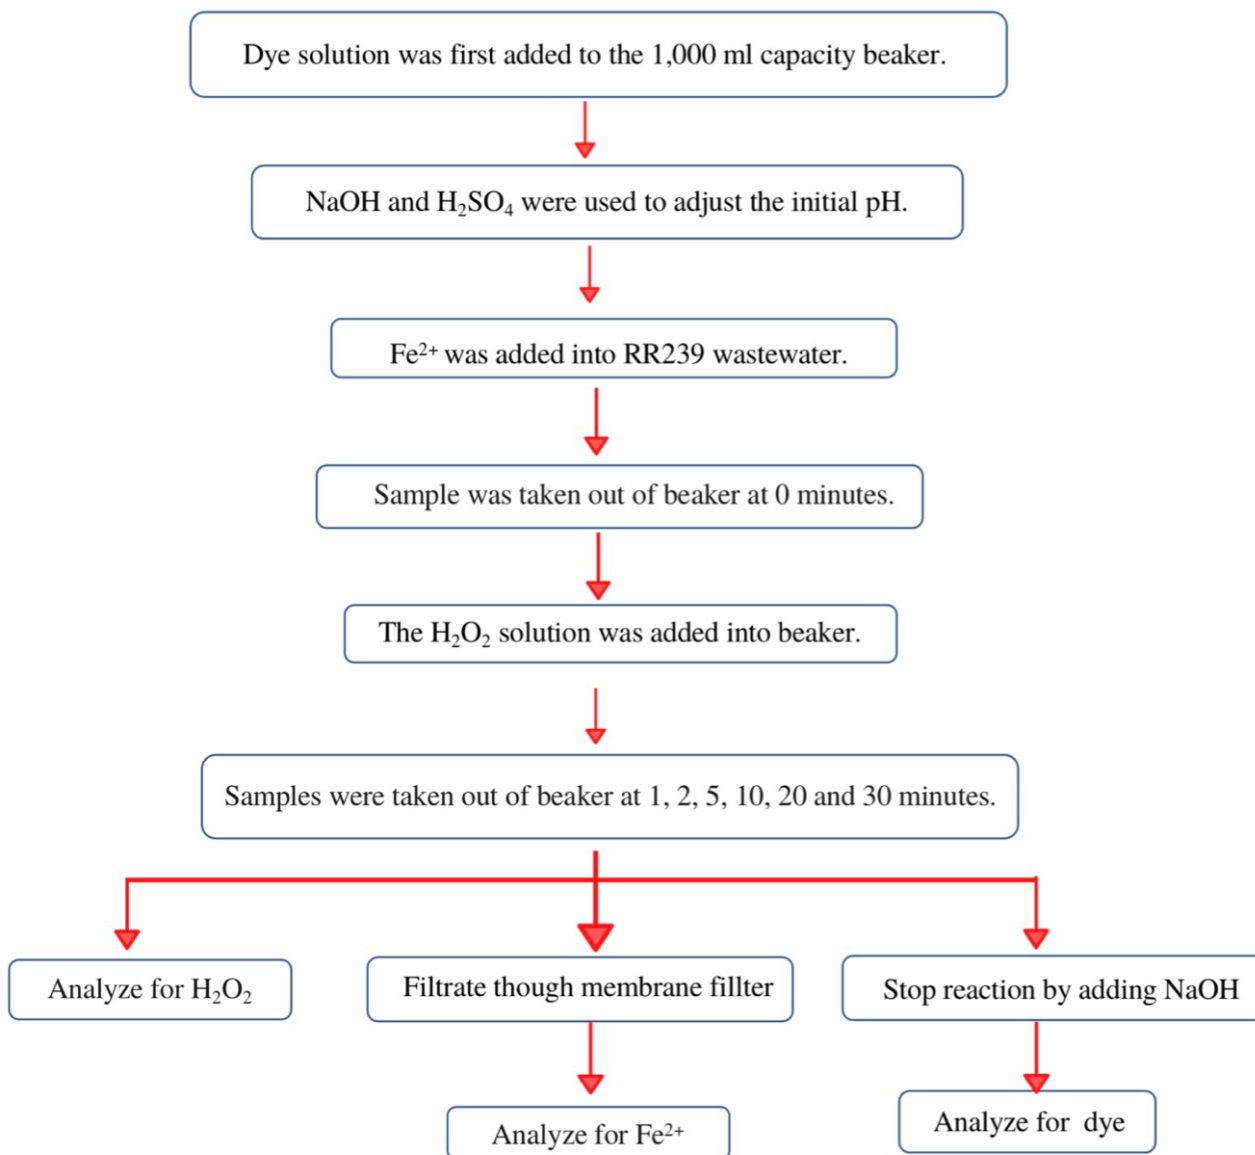 Dye solution was first added to the 1,000 ml capacity beaker.
NaOH and H₂SO₄ were used to adjust the initial pH.
Fe²⁺ was added into RR239 wastewater.
Sample was taken out of beaker at 0 minutes.
The H₂O₂ solution was added into beaker.
Samples were taken out of beaker at 1, 2, 5, 10, 20 and 30 minutes.
Analyze for H₂O₂
Filtrate though membrane fillter
Stop reaction by adding NaOH
Analyze for Fe²⁺
Analyze for dye